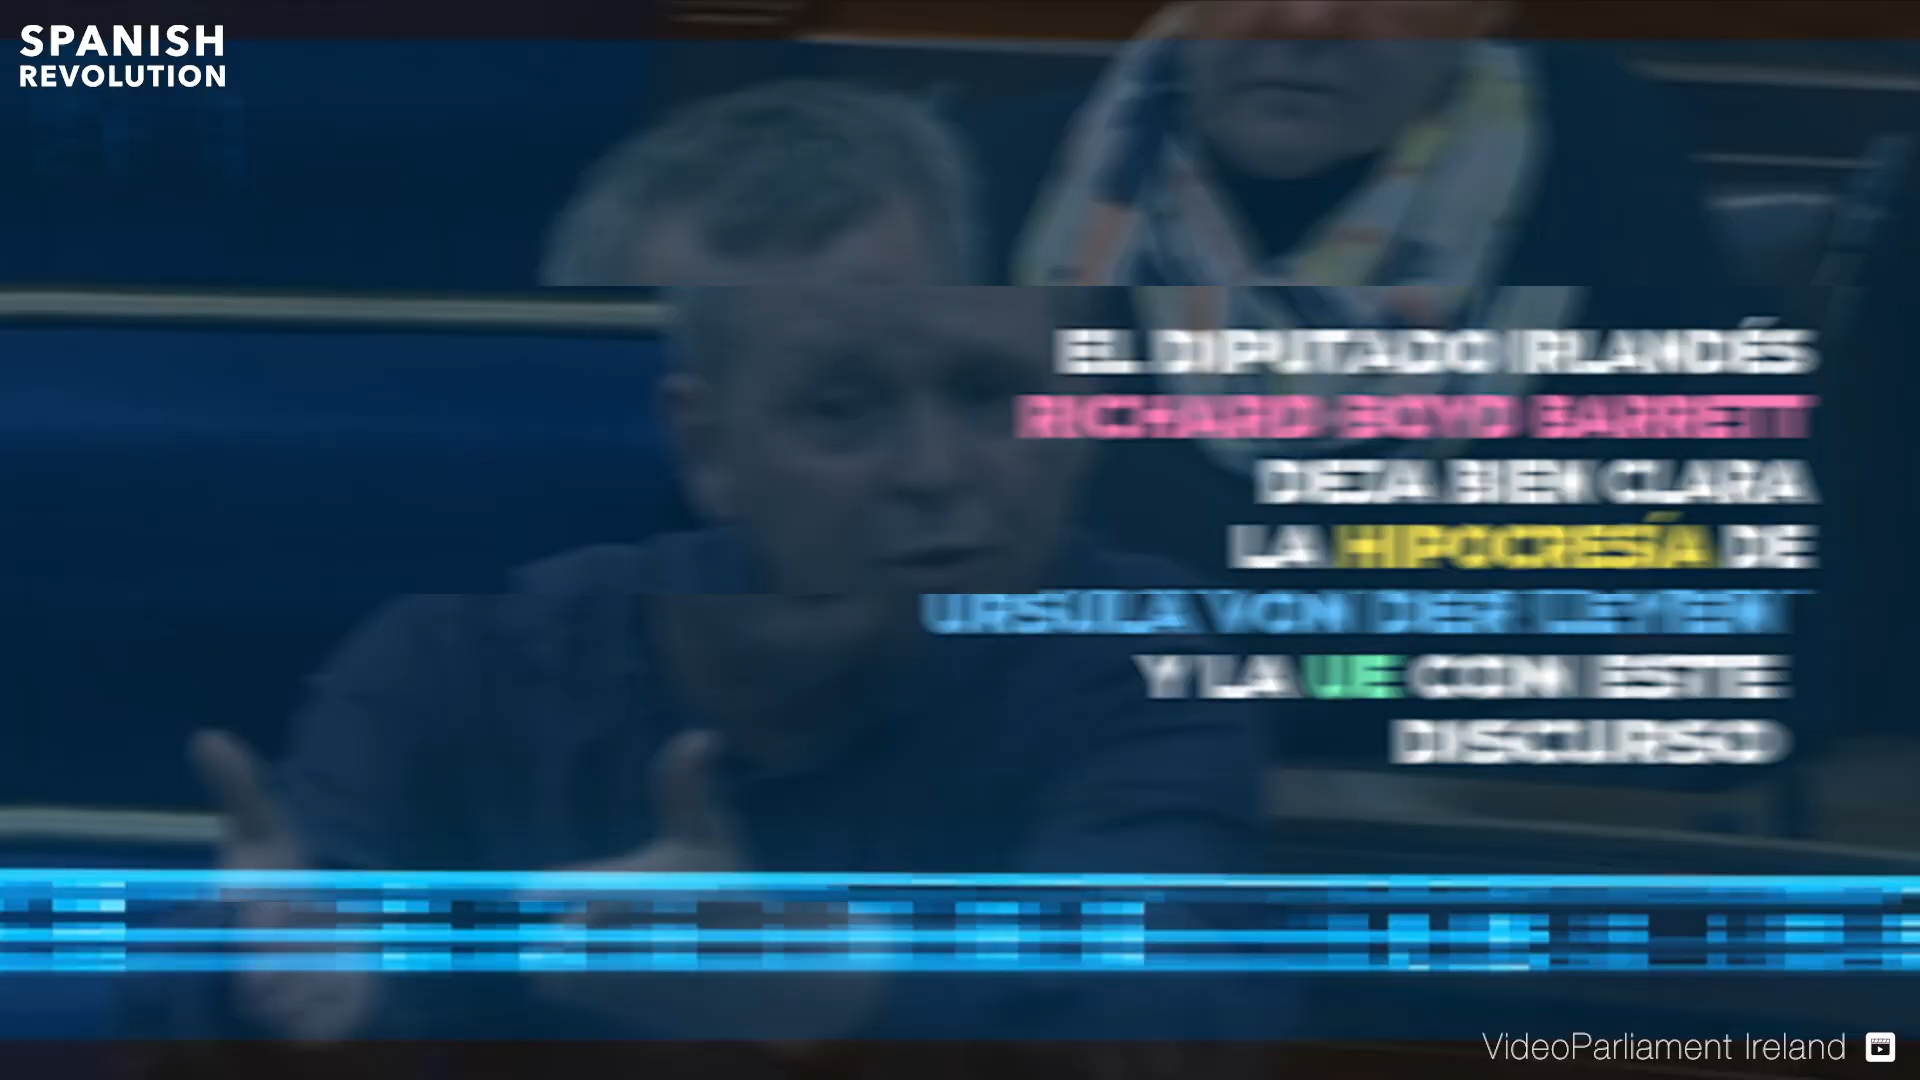 SPANISH
REVOLUTION
EL DIPUTADO IRLANDÉS
RICHARD BOYD BARRETT
DEJA BIEN CLARA
LA HIPOCRESÍA DE
URSULA VON DER LEYEN
Y LA UE CON ESTE
DISCURSO
VideoParliament Ireland